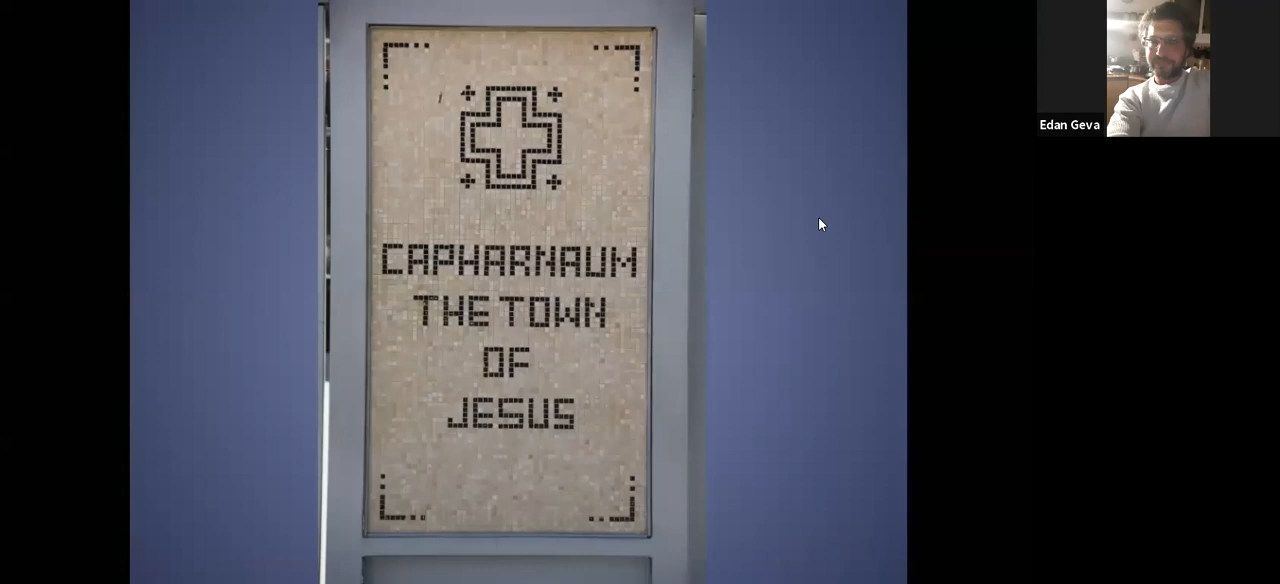 CAPHARNAUM
THE TOWN
OF
JESUS
Edan Geva